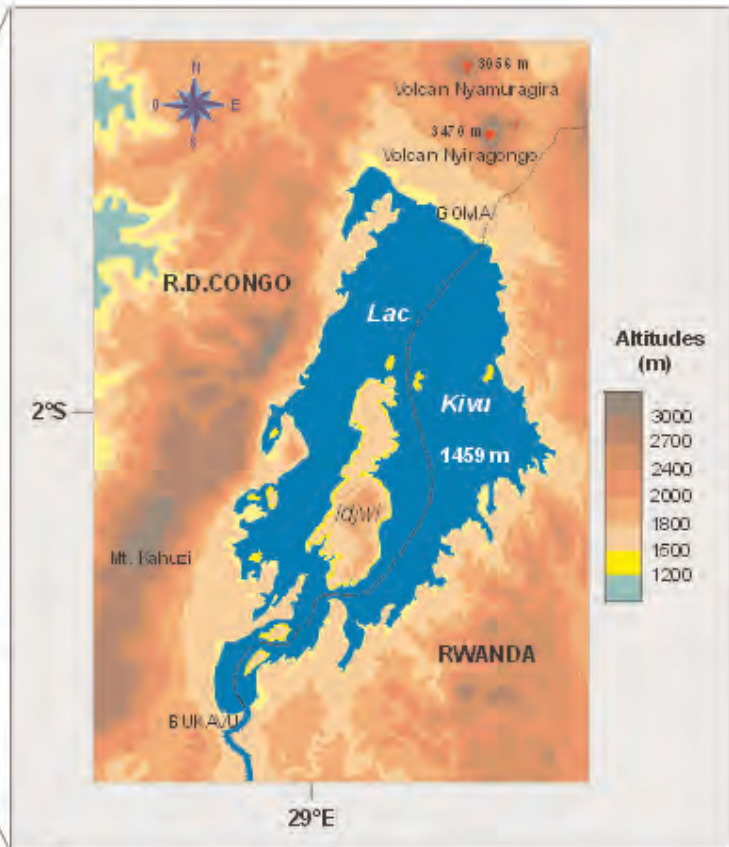 N
3056 m
Volcan Nyamuragira
O
E
S
3470 m
Volcan Nyiragongo
GOMA
R.D.CONGO
Lac
Altitudes
(m)
2°S
Kivu
3000
2700
1459 m
2400
2000
Idjwi
1800
1500
Mt. Kahuzi
1200
RWANDA
BUKAVU
29°E